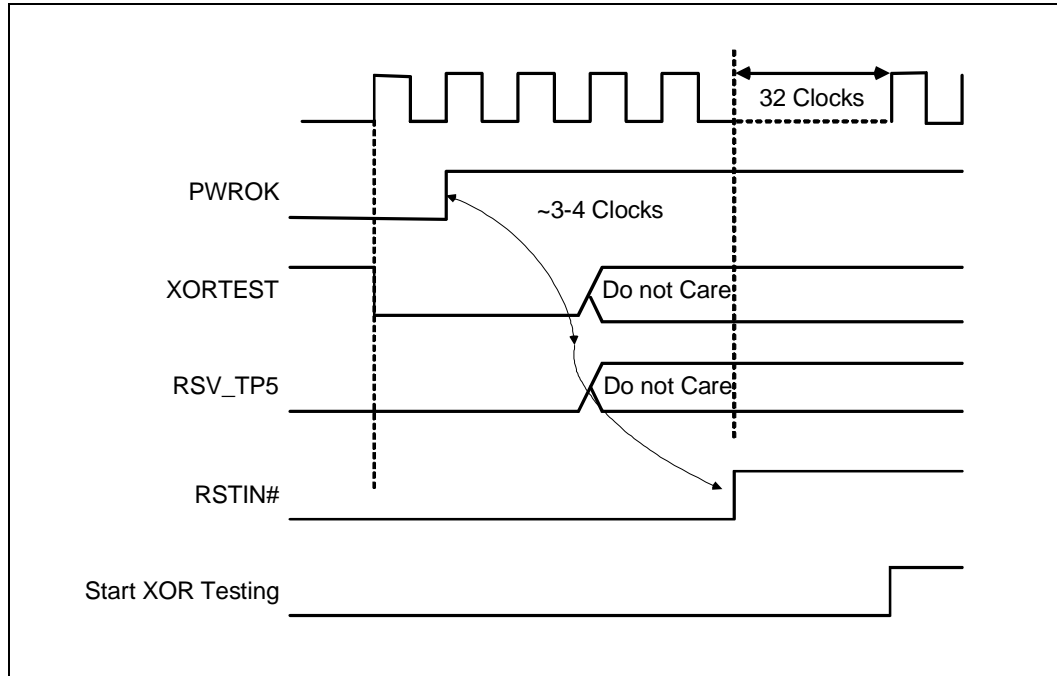 32 Clocks
PWROK
~3-4 Clocks
XORTEST
Do not Care
RSV_TP5
Do not Care
RSTIN#
Start XOR Testing